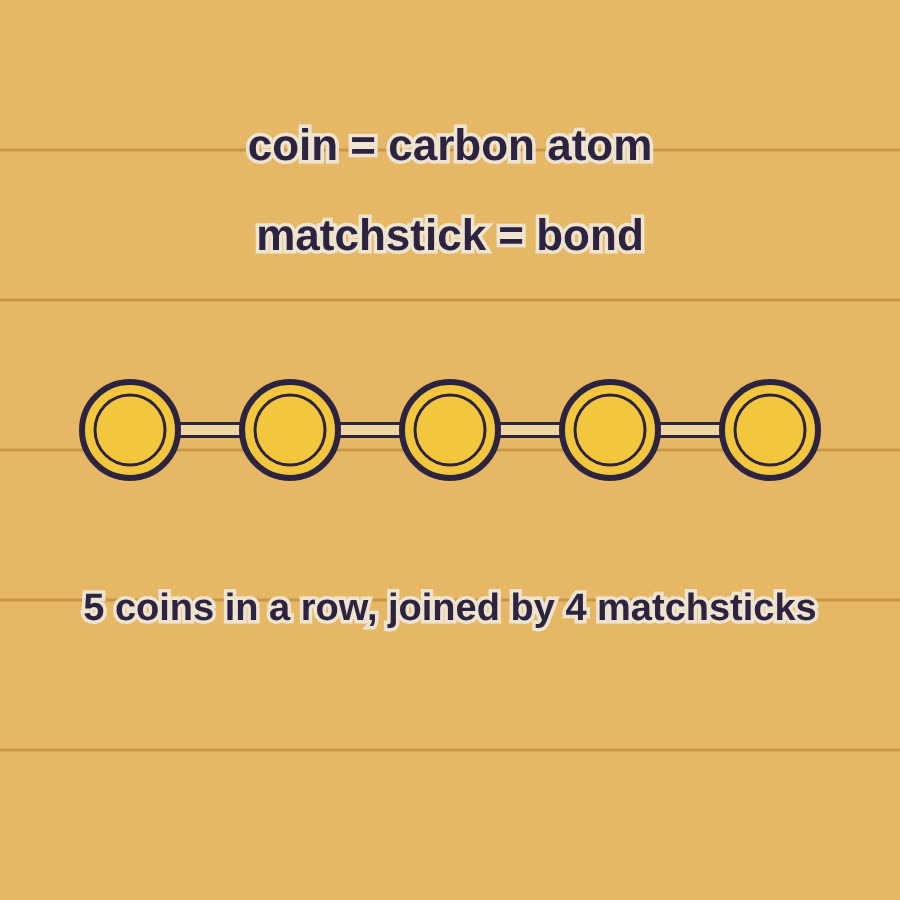 coin = carbon atom
matchstick = bond
5 coins in a row, joined by 4 matchsticks